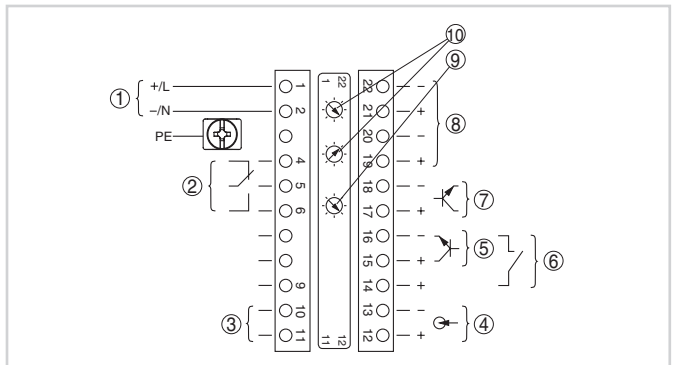 ⑩
⑨
① +/L 1 1 22 22 − ⑧
−/N 2 21 +
PE 20 −
② 4 19 +
5 18 − ⑦
6 17 +
16 − ⑤ ⑥
15 +
9 14 +
③ 10 13 − ④
11 11 12 12 +